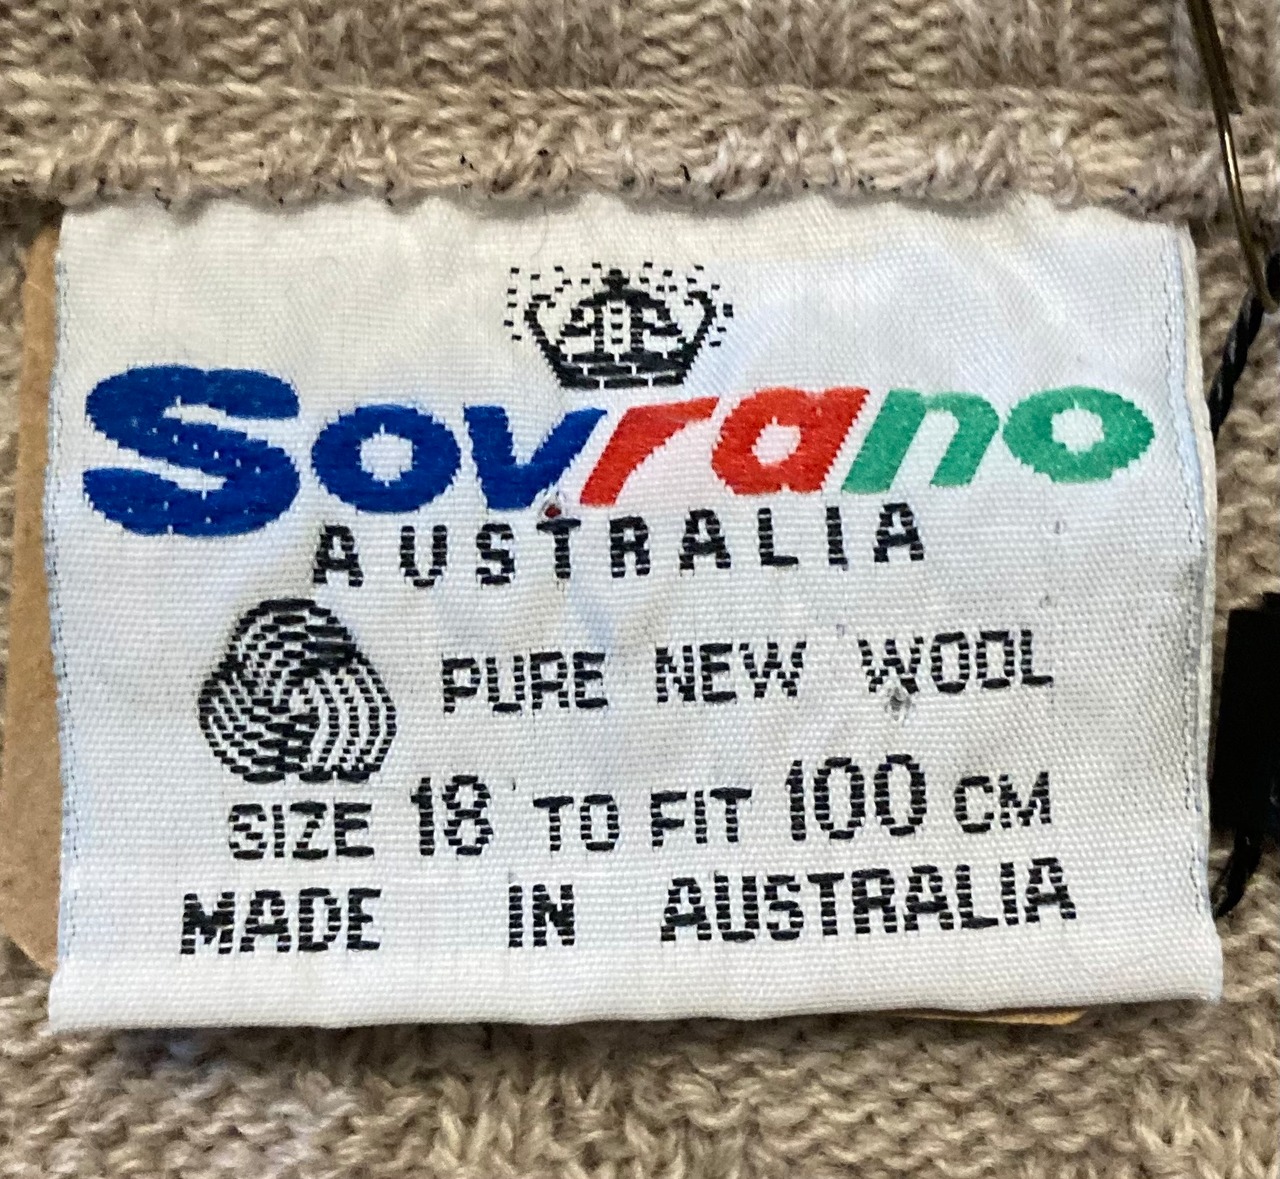 Sovrano
AUSTRALIA
PURE NEW WOOL
SIZE 18 TO FIT 100 CM
MADE IN AUSTRALIA